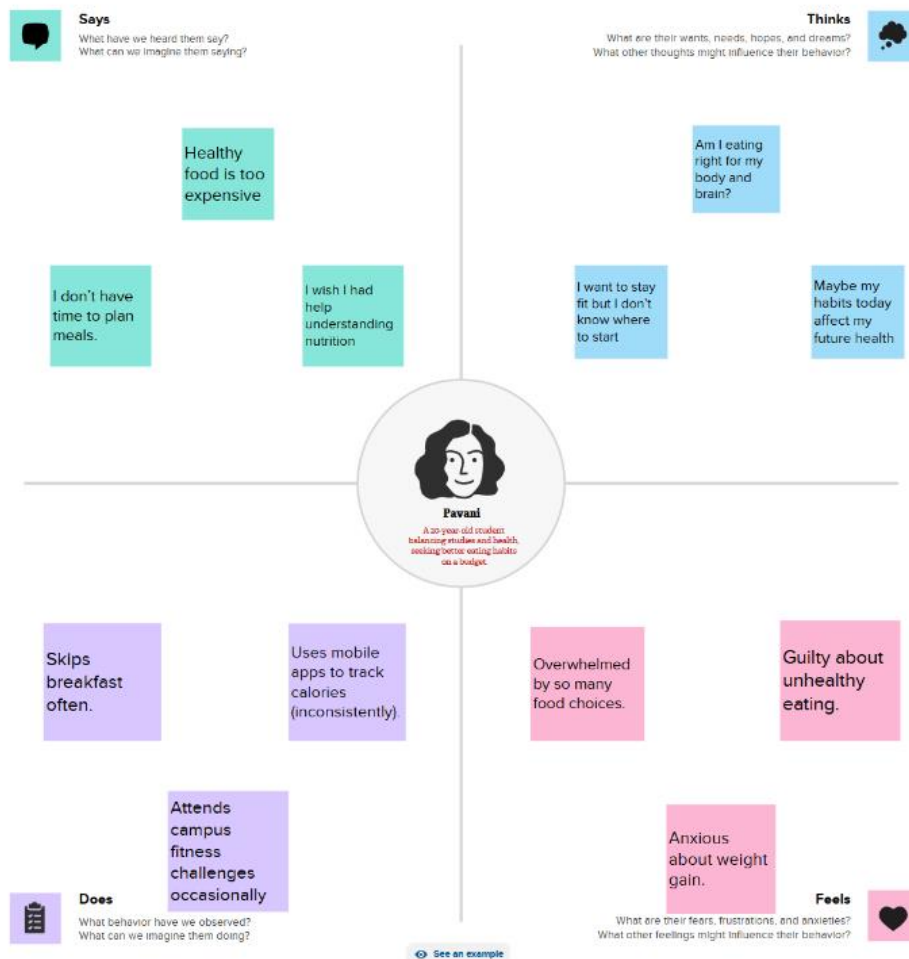 Says
What have we heard them say?
What can we imagine them saying?
Thinks
What are their wants, needs, hopes, and dreams?
What other thoughts might influence their behavior?
Healthy
food is too
expensive
I don't have
time to plan
meals.
I wish I had
help
understanding
nutrition
Am I eating
right for my
body and
brain?
I want to stay
fit but I don't
know where
to start
Maybe my
habits today
affect my
future health
Pavani
A 20-year-old student
balancing studies and health,
seeking better eating habits
on a budget.
Skips
breakfast
often.
Uses mobile
apps to track
calories
(inconsistently).
Attends
campus
fitness
challenges
occasionally
Overwhelmed
by so many
food choices.
Guilty about
unhealthy
eating.
Anxious
about weight
gain.
Does
What behavior have we observed?
What can we imagine them doing?
Feels
What are their fears, frustrations, and anxieties?
What other feelings might influence their behavior?
See an example